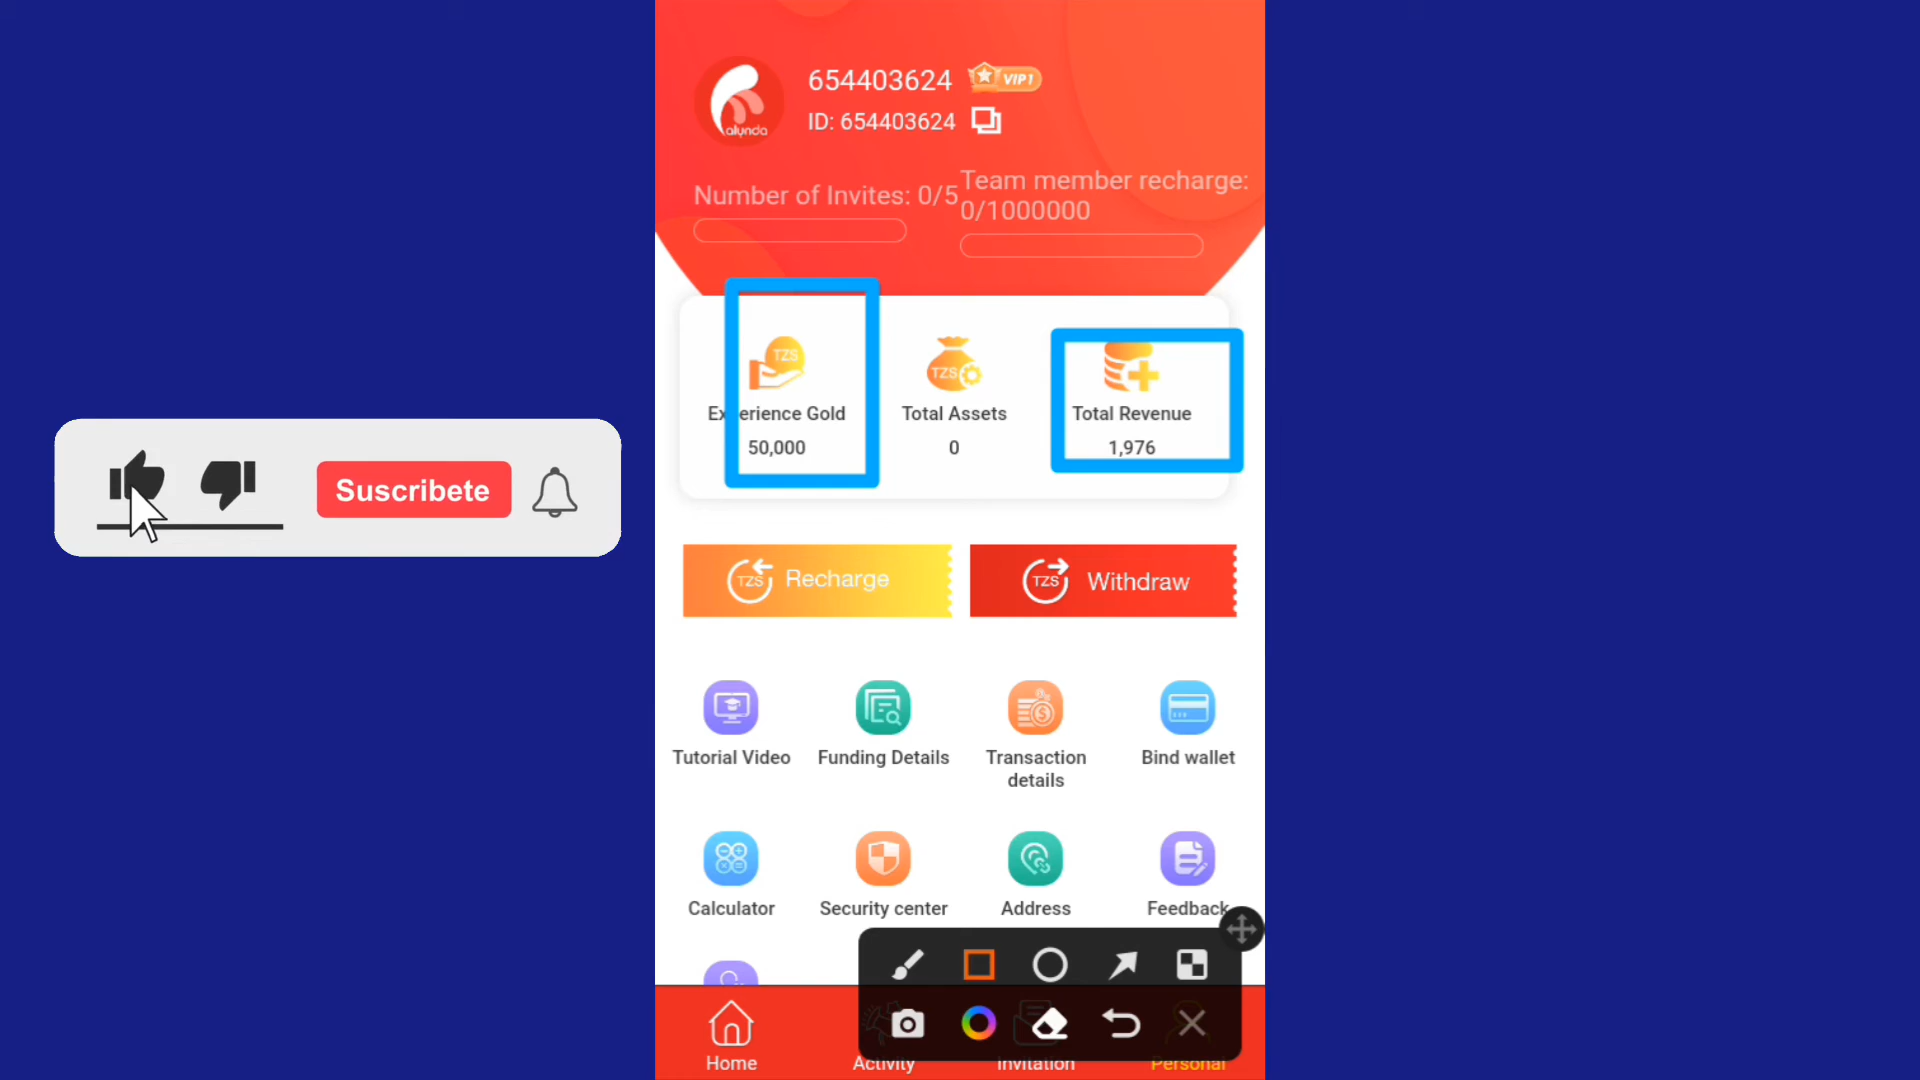 654403624
VIP1
ID: 654403624
alynda
Number of Invites: 0/5
Team member recharge:
0/1000000
TZS
TZS
Experience Gold
Total Assets
Total Revenue
50,000
0
1,976
Suscribete
TZS
Recharge
TZS
Withdraw
Tutorial Video
Funding Details
Transaction
details
Bind wallet
Calculator
Security center
Address
Feedback
Home
Activity
Invitation
Personal